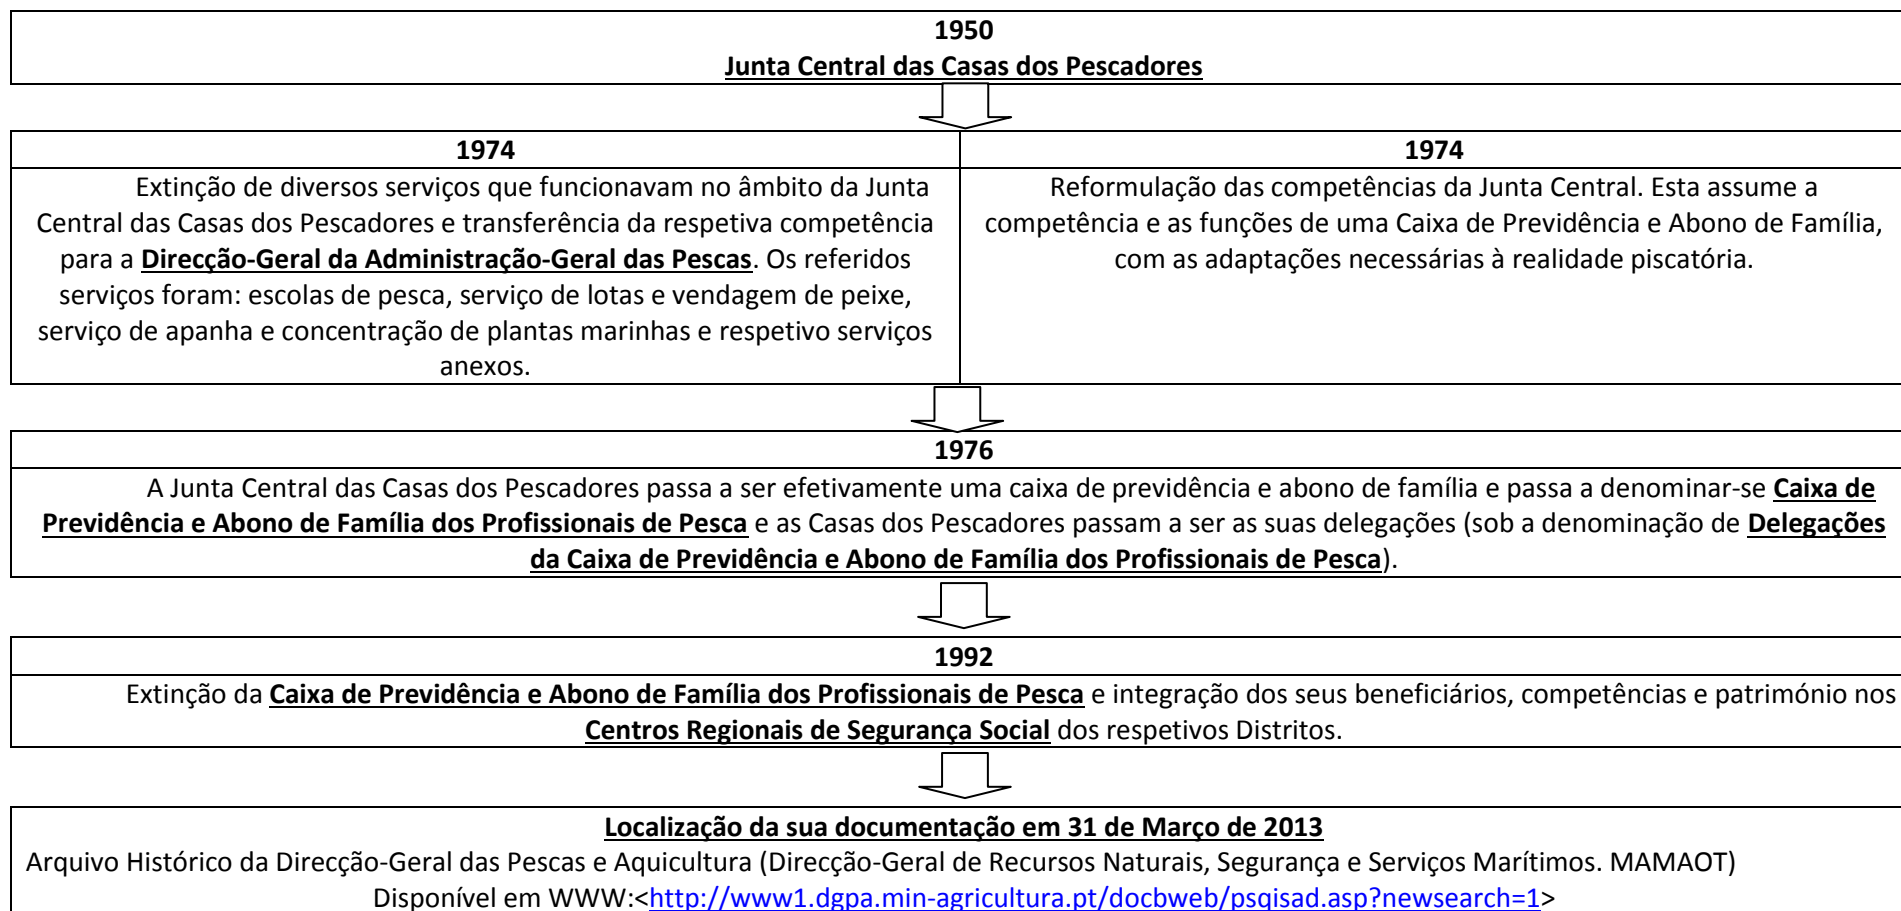 1950
Junta Central das Casas dos Pescadores
1974
Extinção de diversos serviços que funcionavam no âmbito da Junta
Central das Casas dos Pescadores e transferência da respetiva competência
para a Direcção-Geral da Administração-Geral das Pescas. Os referidos
serviços foram: escolas de pesca, serviço de lotas e vendagem de peixe,
serviço de apanha e concentração de plantas marinhas e respetivo serviços
anexos.
1974
Reformulação das competências da Junta Central. Esta assume a
competência e as funções de uma Caixa de Previdência e Abono de Família,
com as adaptações necessárias à realidade piscatória.
1976
A Junta Central das Casas dos Pescadores passa a ser efetivamente uma caixa de previdência e abono de família e passa a denominar-se Caixa de
Previdência e Abono de Família dos Profissionais de Pesca e as Casas dos Pescadores passam a ser as suas delegações (sob a denominação de Delegações
da Caixa de Previdência e Abono de Família dos Profissionais de Pesca).
1992
Extinção da Caixa de Previdência e Abono de Família dos Profissionais de Pesca e integração dos seus beneficiários, competências e património nos
Centros Regionais de Segurança Social dos respetivos Distritos.
Localização da sua documentação em 31 de Março de 2013
Arquivo Histórico da Direcção-Geral das Pescas e Aquicultura (Direcção-Geral de Recursos Naturais, Segurança e Serviços Marítimos. MAMAOT)
Disponível em WWW:<http://www1.dgpa.min-agricultura.pt/docbweb/psqisad.asp?newsearch=1>